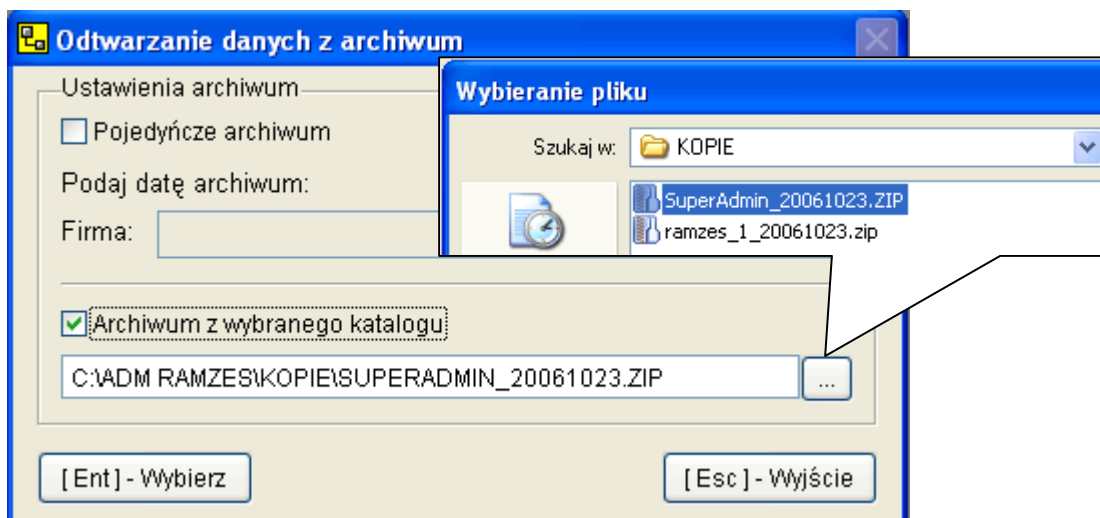 Odtwarzanie danych z archiwum
Ustawienia archiwum
Pojedyńcze archiwum
Podaj datę archiwum:
Firma:
Wybieranie pliku
Szukaj w: KOPIE
SuperAdmin_20061023.ZIP
ramzes_1_20061023.zip
Archiwum z wybranego katalogu
C:\ADM RAMZES\KOPIE\SUPERADMIN_20061023.ZIP
...
[ Ent ] - Wybierz
[ Esc ] - Wyjście